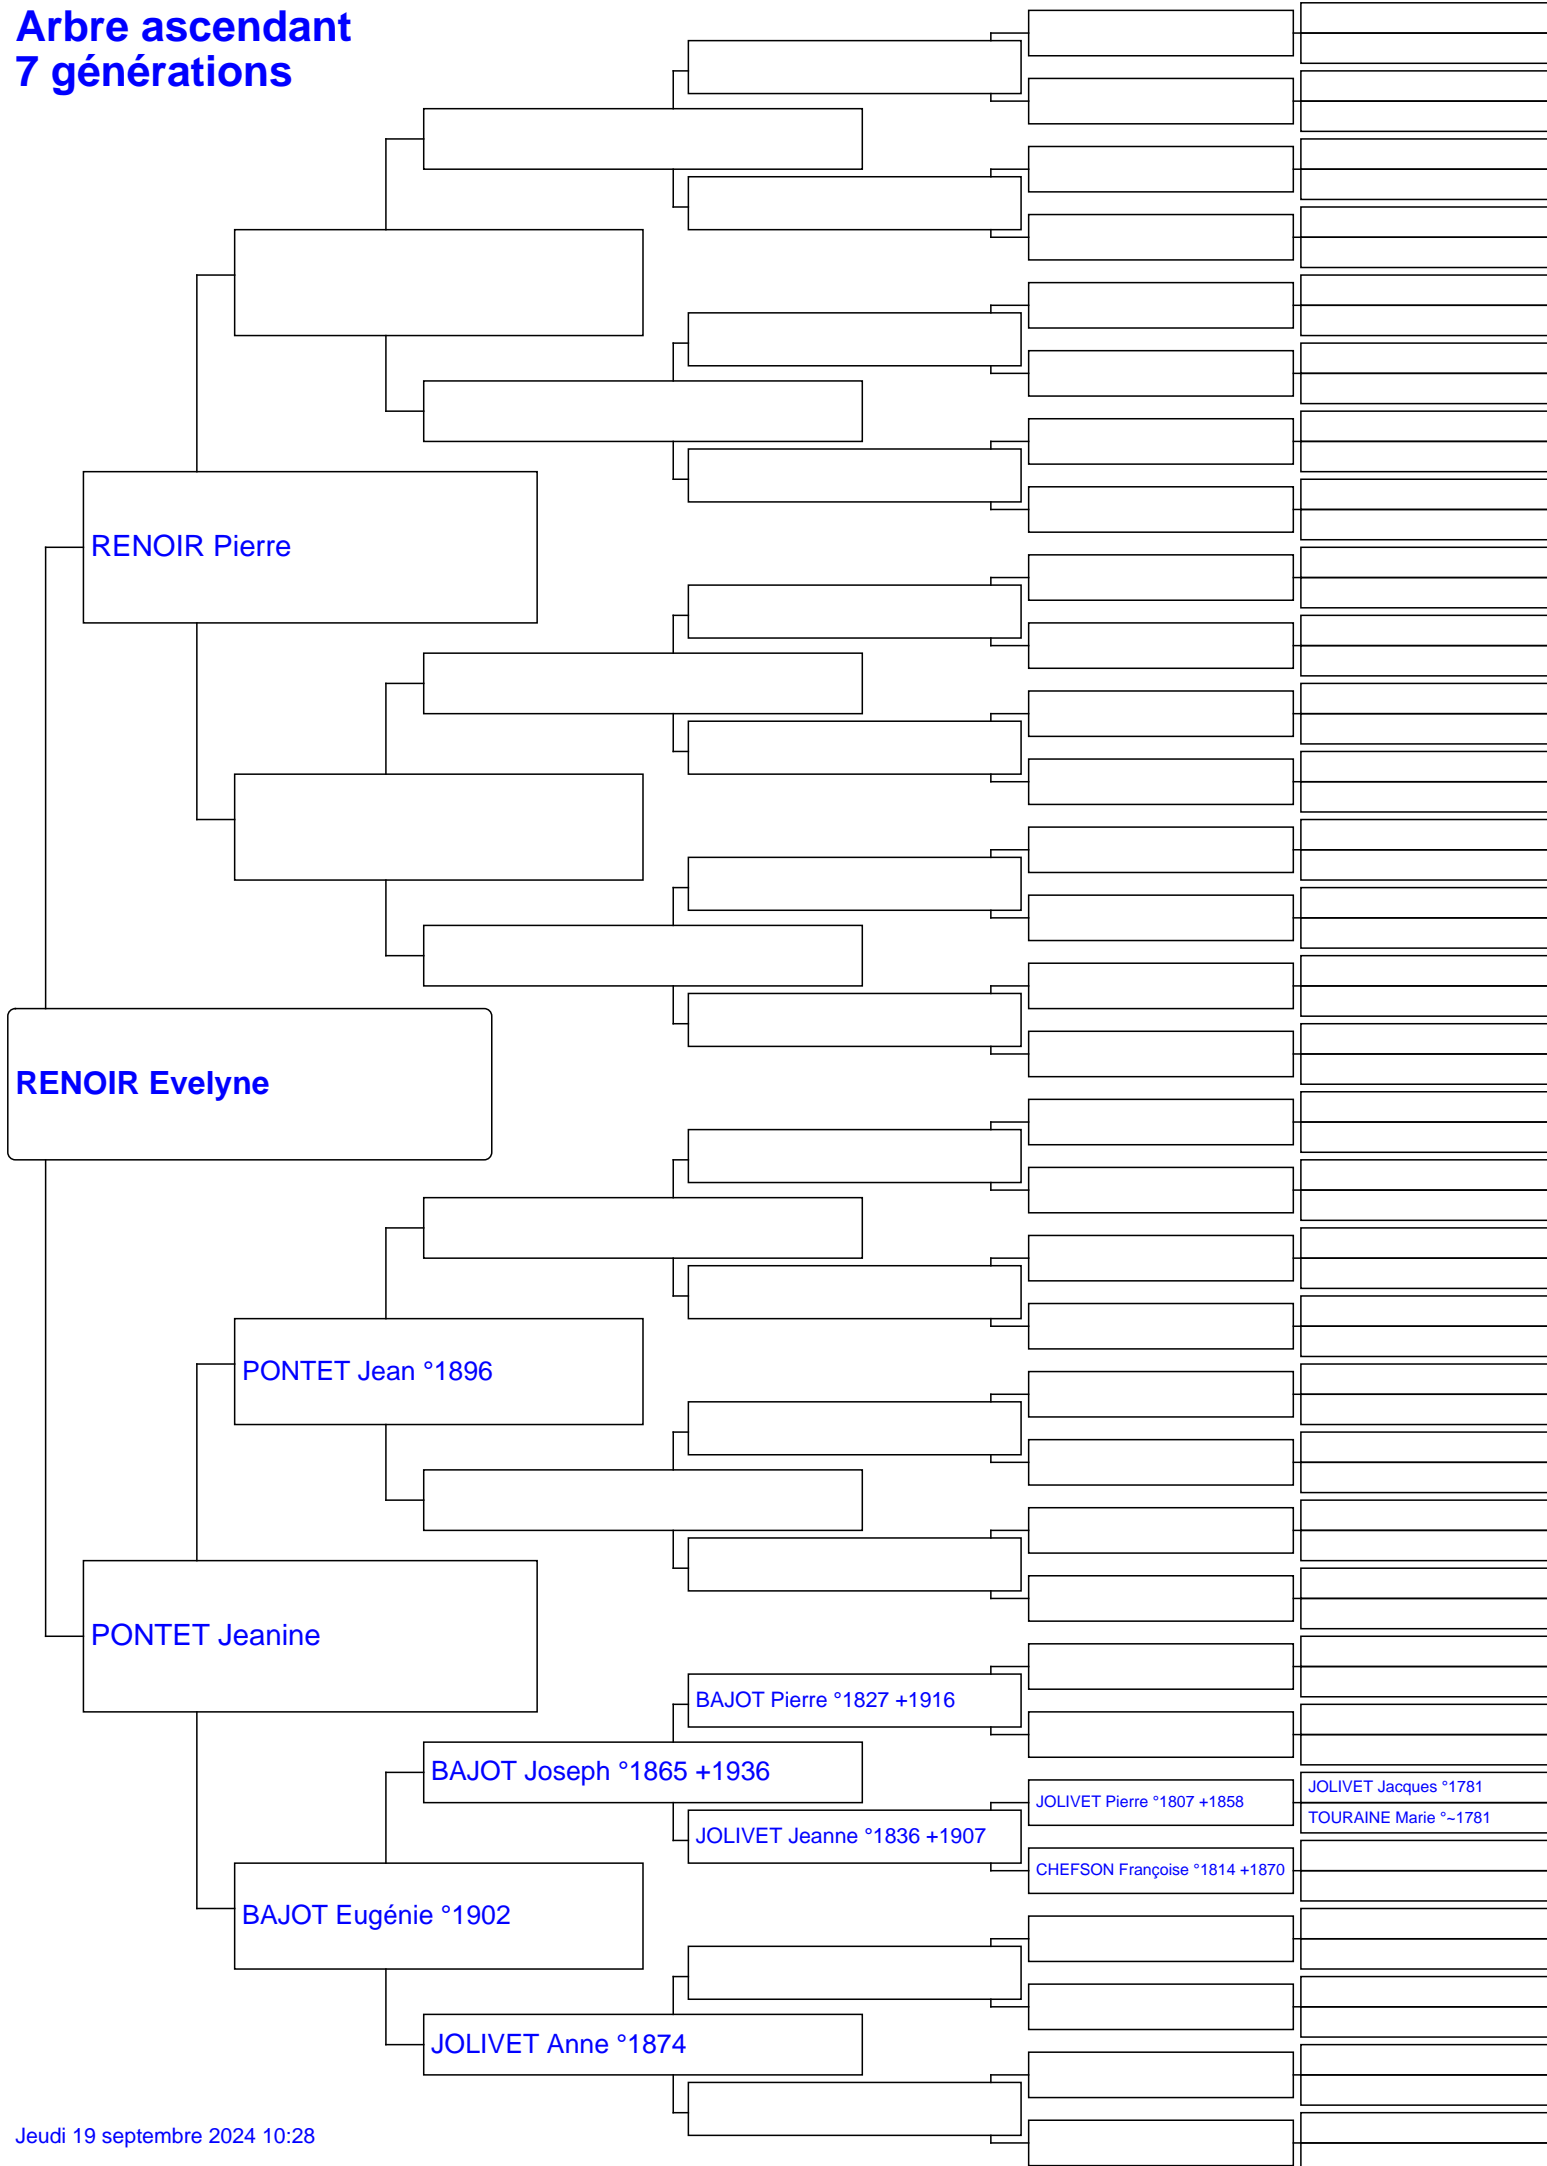 Arbre ascendant
7 générations
RENOIR Pierre
RENOIR Evelyne
PONTET Jean °1896
PONTET Jeanine
BAJOT Pierre °1827 +1916
BAJOT Joseph °1865 +1936
JOLIVET Jacques °1781
JOLIVET Pierre °1807 +1858
TOURAINE Marie °~1781
JOLIVET Jeanne °1836 +1907
CHEFSON Françoise °1814 +1870
BAJOT Eugénie °1902
JOLIVET Anne °1874
Jeudi 19 septembre 2024 10:28